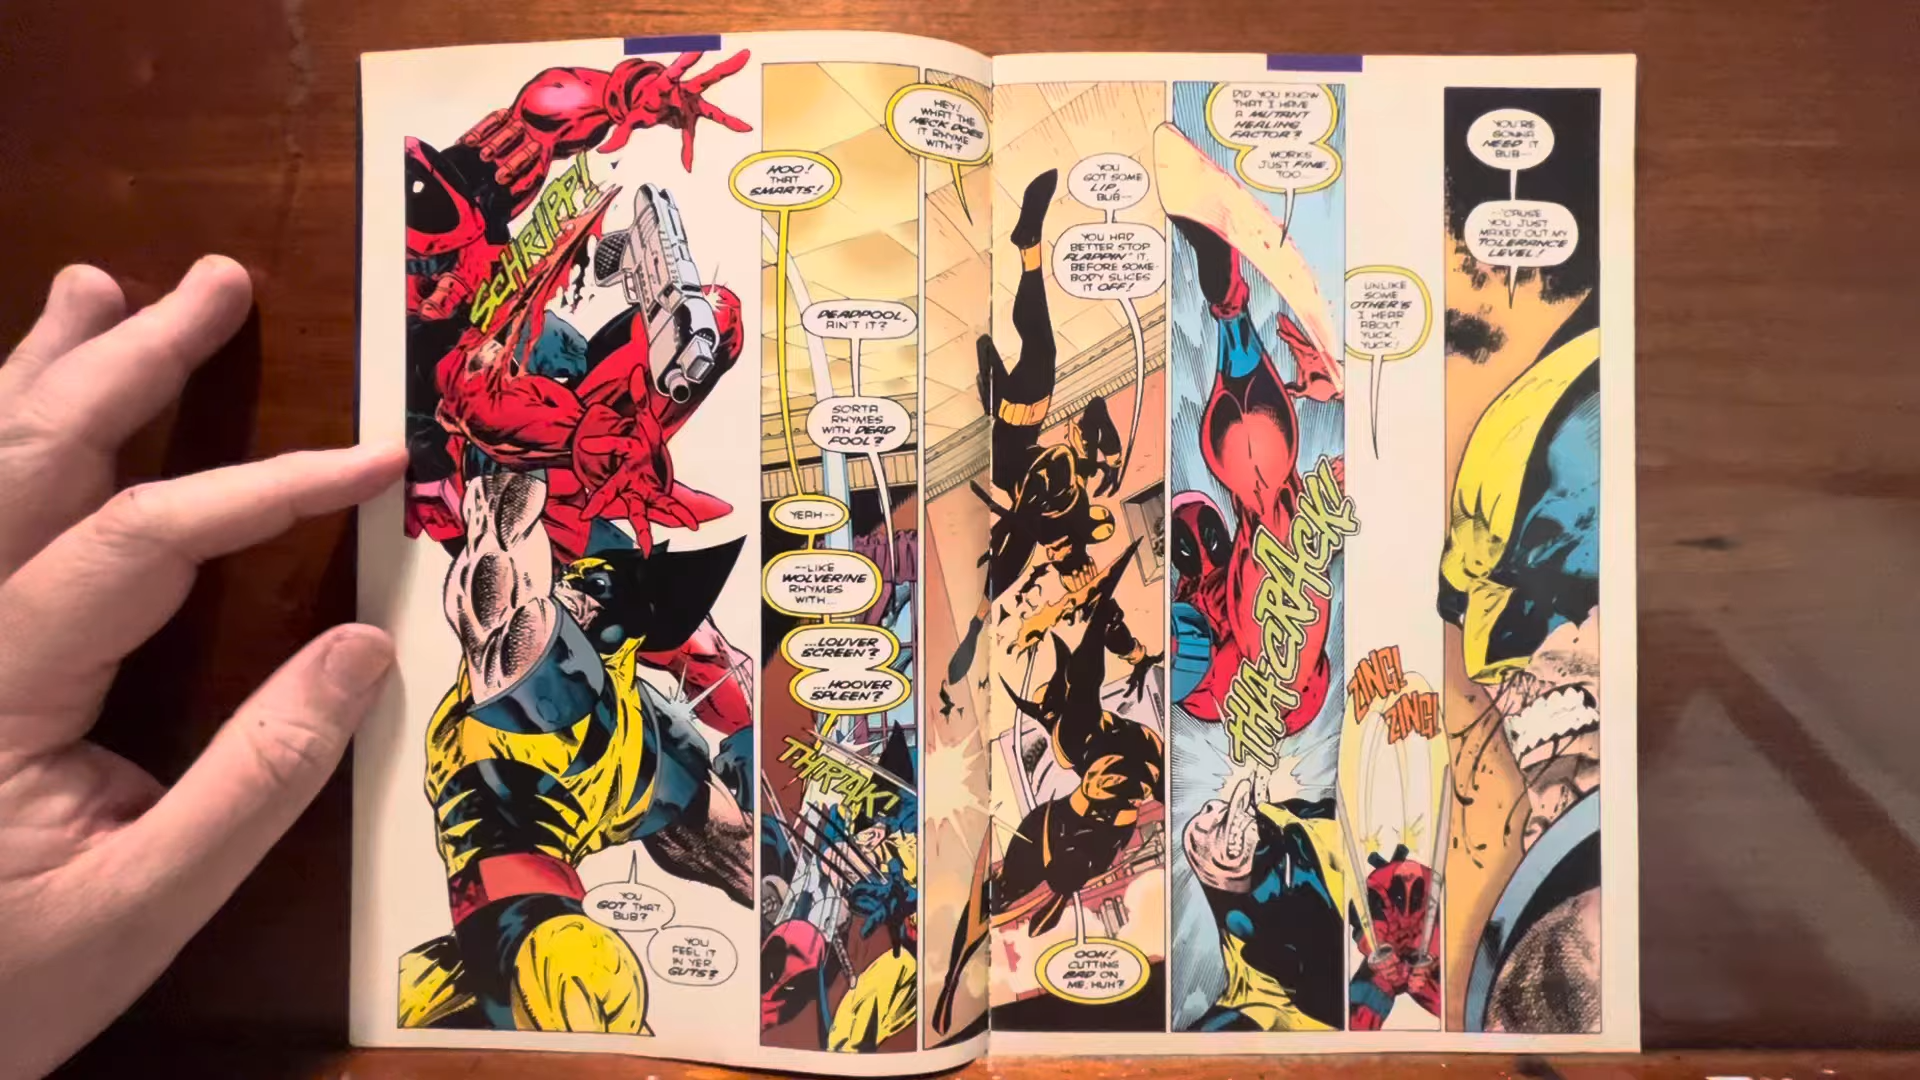 SCHRIPP!
YOU
GOT THAT,
BUB?
YOU
FEEL IT
IN YER
GUTS?
HOO!
THAT
SMARTS!
DEADPOOL,
AIN'T IT?
SORTA
RHYMES
WITH DEAD
FOOL?
YEAH--
--LIKE
WOLVERINE
RHYMES
WITH...
...LOUVER
SCREEN?
...HOOVER
SPLEEN?
THRTAK!
HEY!
WHAT THE
HECK DOES
IT RHYME
WITH?
YOU
GOT SOME
LIP,
BUB--
YOU HAD
BETTER STOP
FLAPPIN' IT,
BEFORE SOME-
BODY SLICES
IT OFF!
OOH!
CUTTING
BAD ON
ME, HUH?
DID YOU KNOW
THAT I HAVE
A MUTANT
HEALING
FACTOR?
WORKS
JUST FINE,
TOO...
THA-CRACK!
UNLIKE
SOME
OTHER'S
I HEAR
ABOUT.
YUCK,
YUCK!
ZING!
ZING!
YOU'RE
GONNA
NEED IT
BUB--
--'CAUSE
YOU JUST
MAXED OUT MY
TOLERANCE
LEVEL!